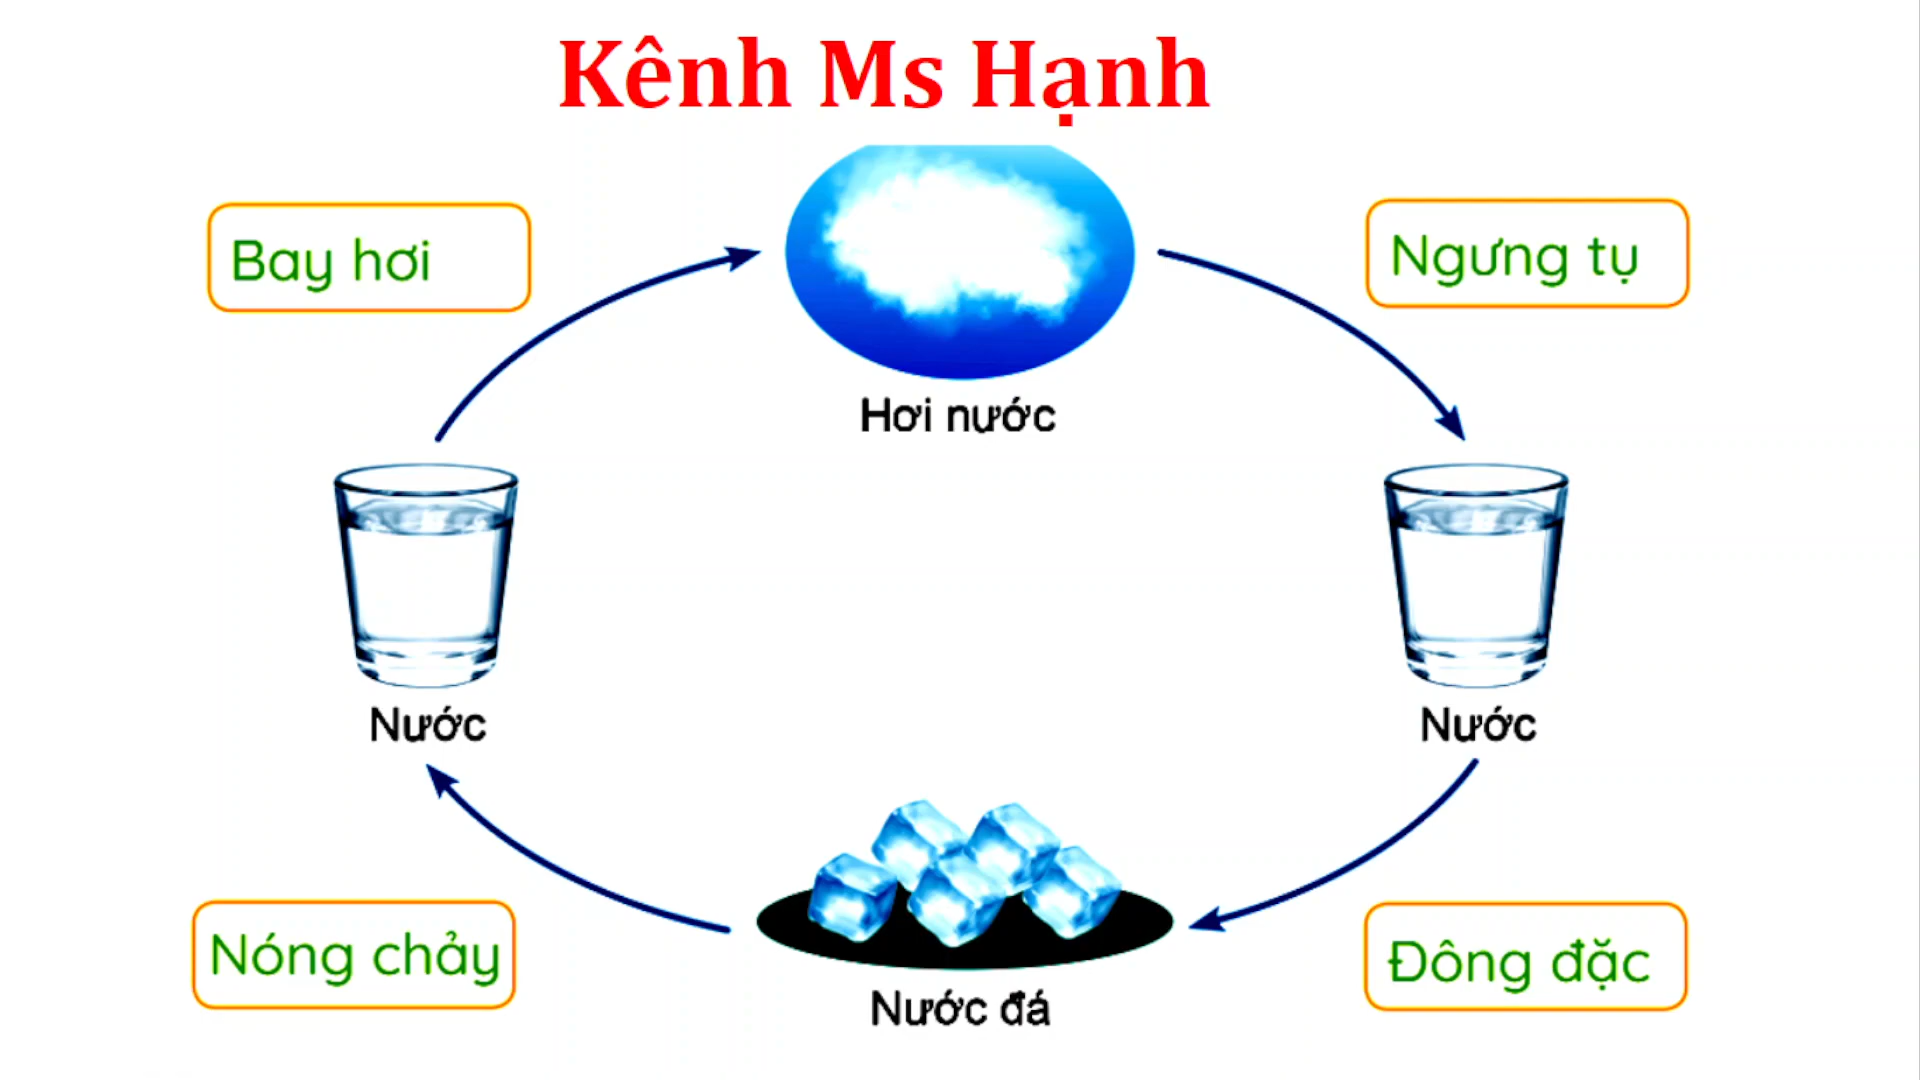 Kênh Ms Hạnh
Bay hơi
Ngưng tụ
Hơi nước
Nước
Nước
Nóng chảy
Đông đặc
Nước đá